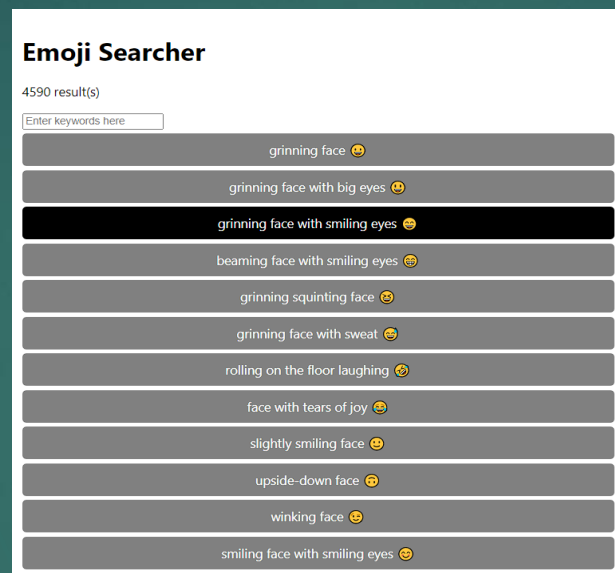 Emoji Searcher
4590 result(s)
Enter keywords here
grinning face 😀
grinning face with big eyes 😃
grinning face with smiling eyes 😄
beaming face with smiling eyes 😁
grinning squinting face 😆
grinning face with sweat 😅
rolling on the floor laughing 🤣
face with tears of joy 😂
slightly smiling face 🙂
upside-down face 🙃
winking face 😉
smiling face with smiling eyes 😊